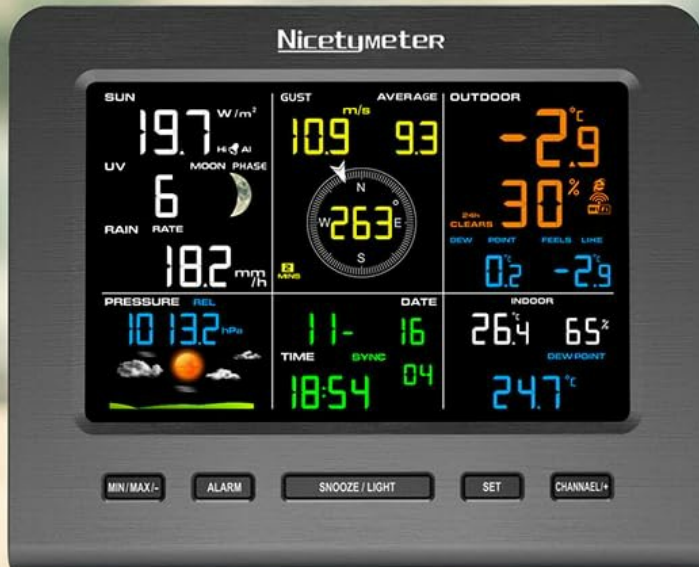 NicetyMeter
SUN
19.7 W/m²
Hi Al
UV MOON PHASE
6
RAIN RATE
18.2 mm/h
GUST AVERAGE
m/s
10.9 9.3
N
W 263° E
S
2 MINS
OUTDOOR
-2.9 °C
30%
24h CLEARS
DEW POINT FEELS LIKE
0.2 °C -2.9 °C
PRESSURE REL
1013.2 hPa
DATE
11- 16
TIME SYNC
18:54 04
INDOOR
26.4 °C 65%
DEW POINT
24.7 °C
MIN/MAX/-
ALARM
SNOOZE / LIGHT
SET
CHANNAEL/+